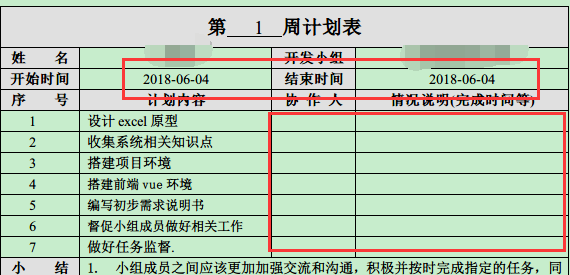 第 1 周计划表
姓 名 开发小组
开始时间 2018-06-04 结束时间 2018-06-04
序 号 计划内容 协 作 人 情况说明(完成时间等)
1 设计 excel 原型
2 收集系统相关知识点
3 搭建项目环境
4 搭建前端 vue 环境
5 编写初步需求说明书
6 督促小组成员做好相关工作
7 做好任务监督.
小 结 1. 小组成员之间应该更加加强交流和沟通，积极并按时完成指定的任务，同